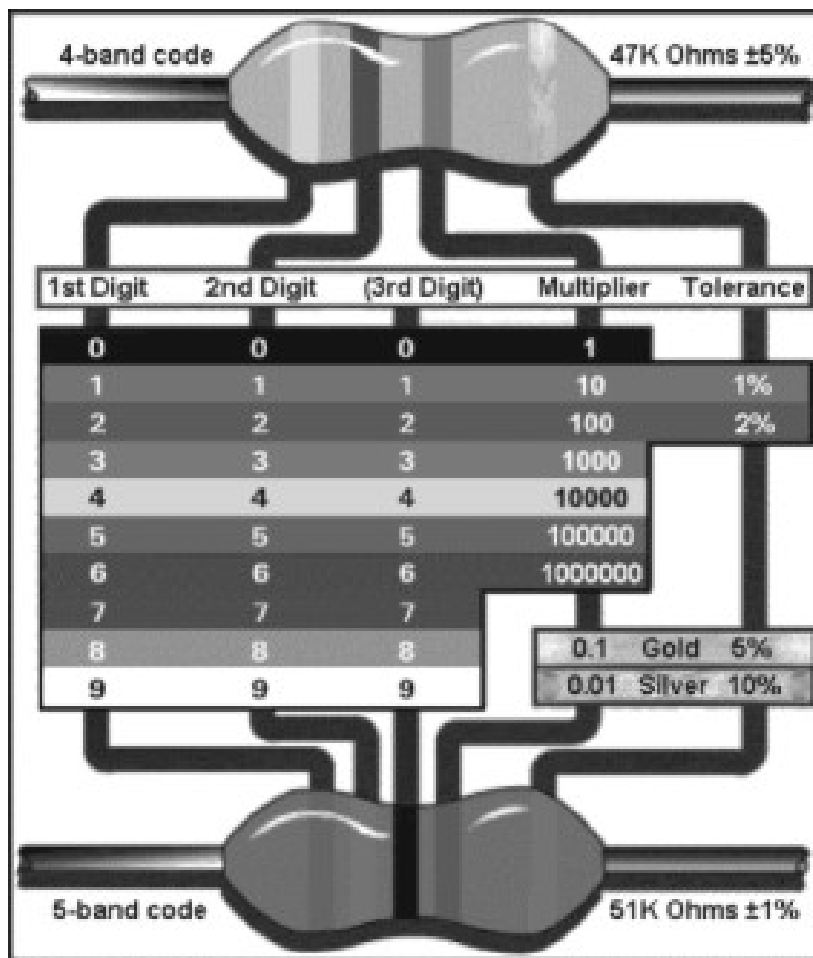 4-band code 47K Ohms ±5%
1st Digit 2nd Digit (3rd Digit) Multiplier Tolerance
0 0 0 1
1 1 1 10 1%
2 2 2 100 2%
3 3 3 1000
4 4 4 10000
5 5 5 100000
6 6 6 1000000
7 7 7
8 8 8
0.1 Gold 5%
9 9 9
0.01 Silver 10%
5-band code 51K Ohms ±1%